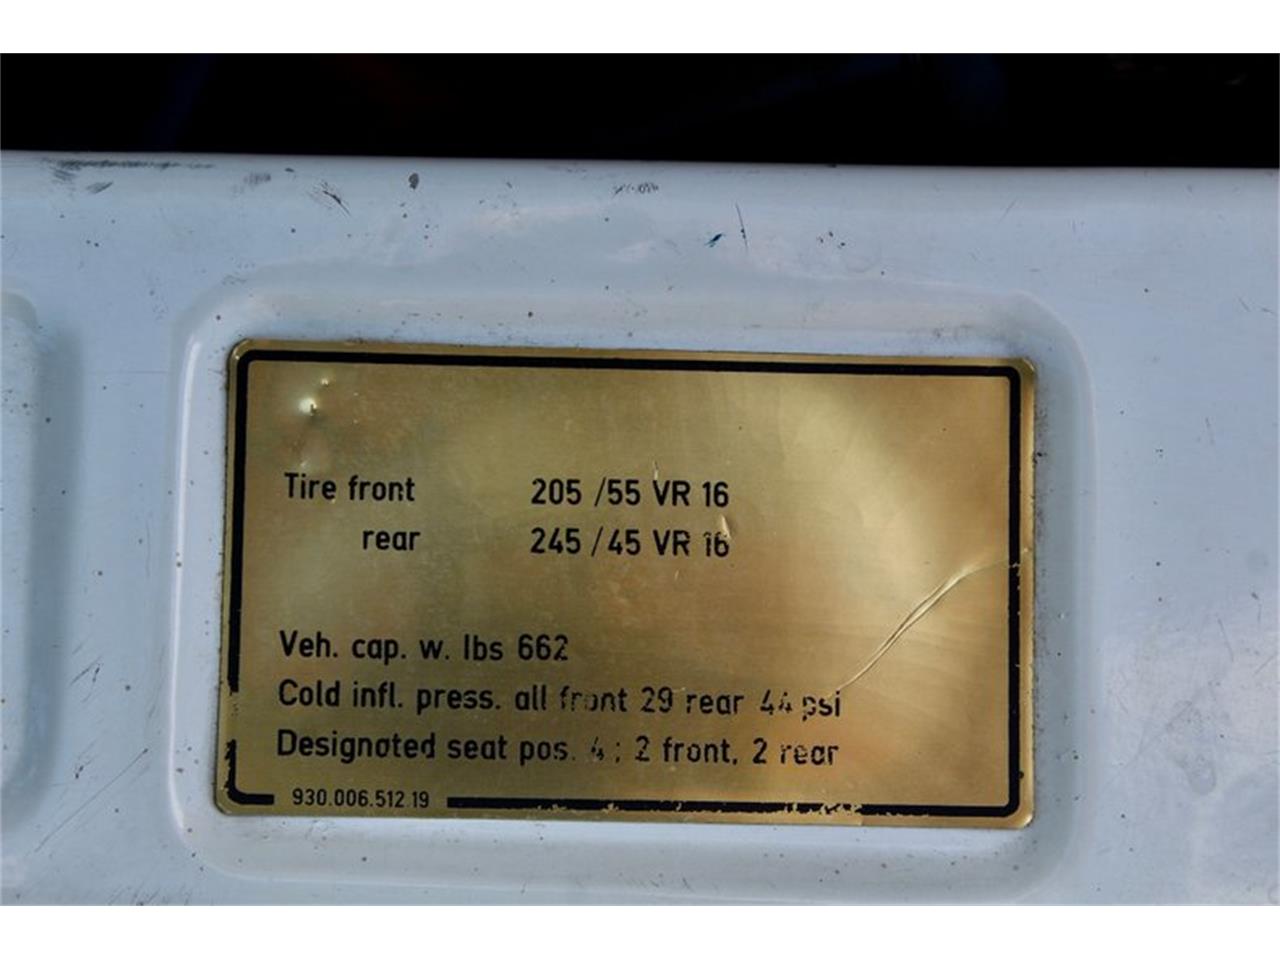 Tire front 205 /55 VR 16
rear 245 /45 VR 16
Veh. cap. w. lbs 662
Cold infl. press. all front 29 rear 44 psi
Designated seat pos. 4 ; 2 front, 2 rear
930.006.512.19